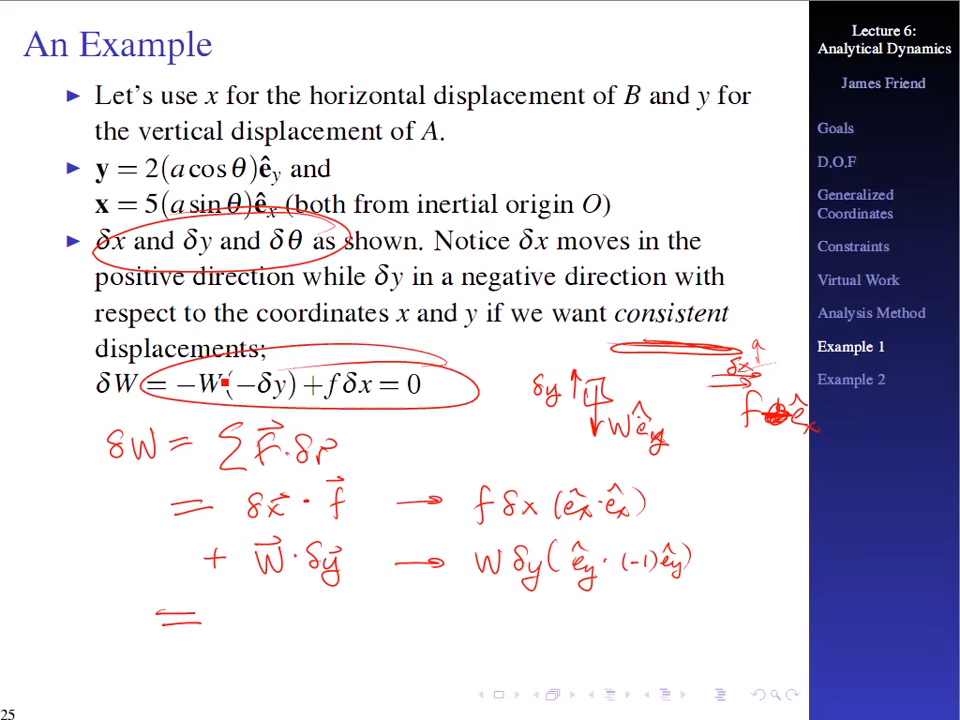 An Example
▶ Let's use x for the horizontal displacement of B and y for
the vertical displacement of A.
▶ y = 2(a cos θ)ê_y and
x = 5(a sin θ)ê_x (both from inertial origin O)
▶ δx and δy and δθ as shown. Notice δx moves in the
positive direction while δy in a negative direction with
respect to the coordinates x and y if we want consistent
displacements;
δW = −W(−δy) + f δx = 0
δx
δy
W ê_y
f ê_x
δW = Σ F⃗ · δr
= δx⃗ · f⃗ → f δx (ê_x · ê_x)
+ W⃗ · δy⃗ → W δy (ê_y · (-1) ê_y)
=
Lecture 6:
Analytical Dynamics
James Friend
Goals
D.O.F
Generalized
Coordinates
Constraints
Virtual Work
Analysis Method
Example 1
Example 2
25